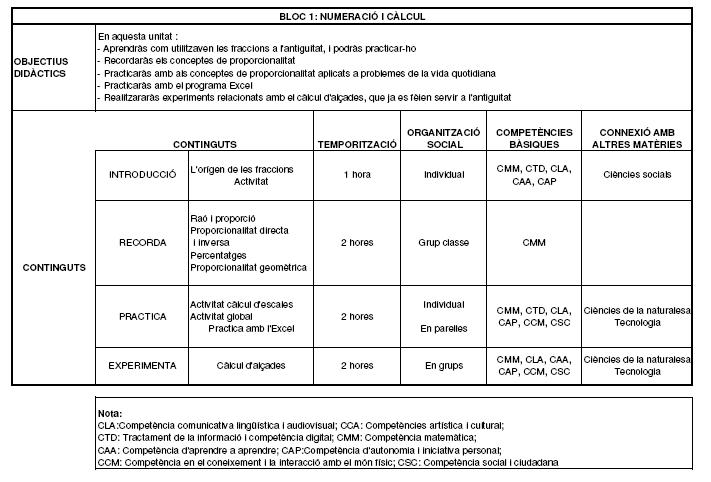 BLOC 1: NUMERACIÓ I CÀLCUL
OBJECTIUS
DIDÀCTICS
En aquesta unitat :
- Aprendràs com utilitzaven les fraccions a l'antiguitat, i podràs practicar-ho
- Recordaràs els conceptes de proporcionalitat
- Practicaràs amb als conceptes de proporcionalitat aplicats a problemes de la vida quotidiana
- Practicaràs amb el programa Excel
- Realitzararàs experiments relacionats amb el càlcul d'alçades, que ja es feien servir a l'antiguitat
CONTINGUTS
TEMPORITZACIÓ
ORGANITZACIÓ
SOCIAL
COMPETÈNCIES
BÀSIQUES
CONNEXIÓ AMB
ALTRES MATÈRIES
CONTINGUTS
INTRODUCCIÓ
L'orígen de les fraccions
Activitat
1 hora
Individual
CMM, CTD, CLA,
CAA, CAP
Ciències socials
RECORDA
Raó i proporció
Proporcionalitat directa
i inversa
Percentatges
Proporcionalitat geomètrica
2 hores
Grup classe
CMM
PRACTICA
Activitat càlcul d'escales
Activitat global
Practica amb l'Excel
2 hores
Individual
En parelles
CMM, CTD, CLA,
CAP, CCM, CSC
Ciències de la naturalesa
Tecnologia
EXPERIMENTA
Càlcul d'alçades
2 hores
En grups
CMM, CLA, CAA,
CAP, CCM, CSC
Ciències de la naturalesa
Tecnologia
Nota:
CLA:Competència comunicativa lingüística i audiovisual; CCA: Competències artística i cultural;
CTD: Tractament de la informació i competència digital; CMM: Competència matemàtica;
CAA: Competència d'aprendre a aprendre; CAP:Competència d'autonomia i iniciativa personal;
CCM: Competència en el coneixement i la interacció amb el món físic; CSC: Competència social i ciudadana